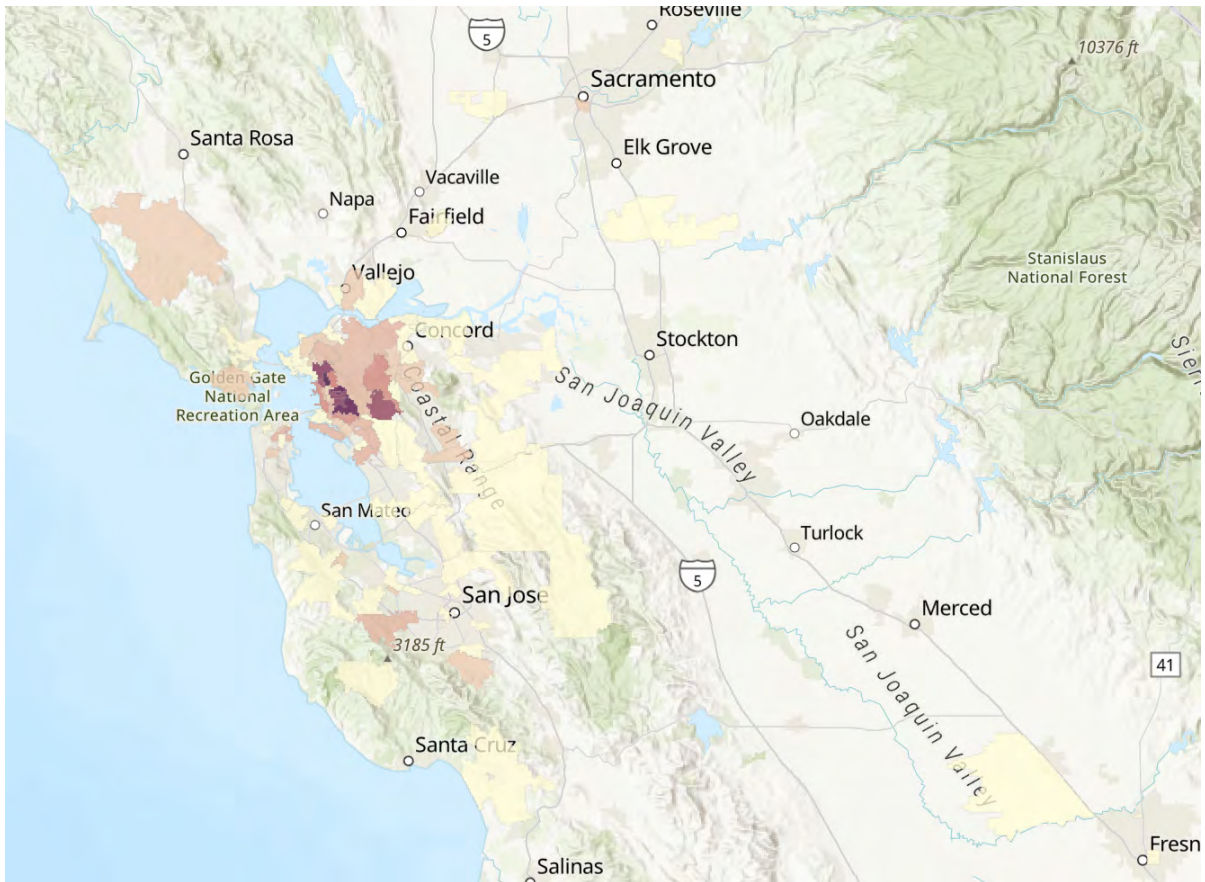 Roseville
5
10376 ft
Sacramento
Santa Rosa
Elk Grove
Vacaville
Napa
Fairfield
Stanislaus
National Forest
Vallejo
Concord
Stockton
Sierr
Golden Gate
National
Recreation Area
Coastal Range
San Joaquin Valley
Oakdale
San Mateo
Turlock
5
San Jose
Merced
3185 ft
San Joaquin Valley
41
Santa Cruz
Fresn
Salinas